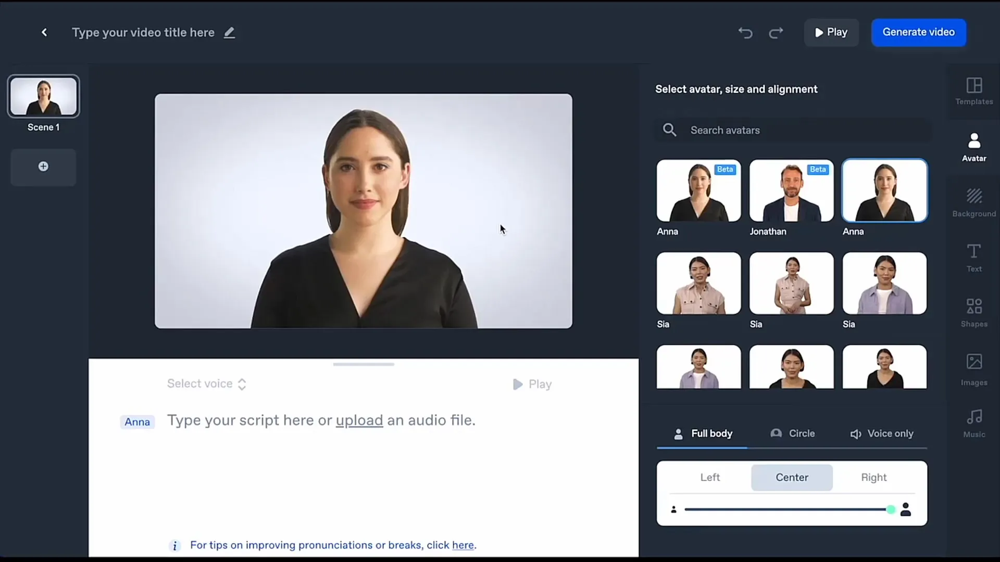 Type your video title here
Play
Generate video
Scene 1
Select avatar, size and alignment
Search avatars
Beta
Beta
Anna
Jonathan
Anna
Sia
Sia
Sia
Full body
Circle
Voice only
Left
Center
Right
Templates
Avatar
Background
Text
Shapes
Images
Music
Select voice
Play
Anna
Type your script here or upload an audio file.
For tips on improving pronunciations or breaks, click here.